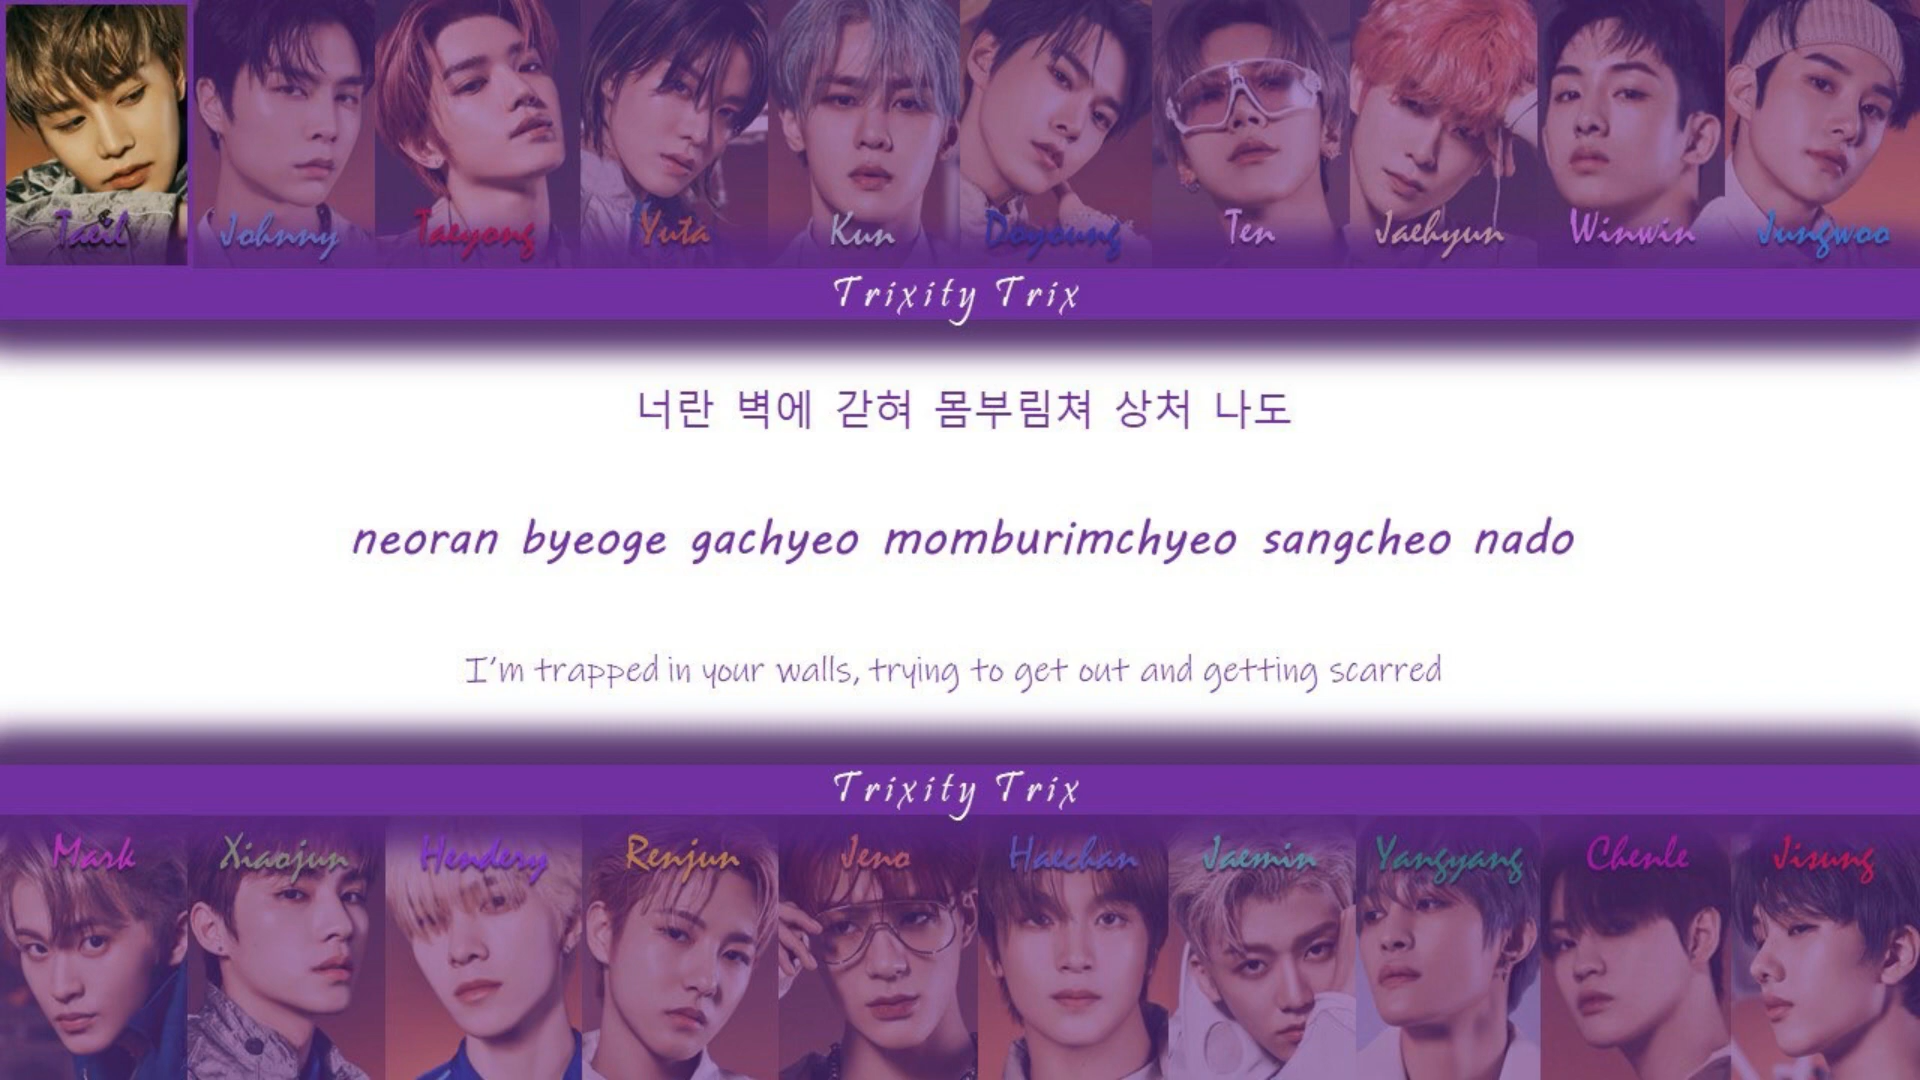 Taeil Johnny Taeyong Yuta Kun Doyoung Ten Jaehyun Winwin Jungwoo
Trixity Trix
너란 벽에 갇혀 몸부림쳐 상처 나도
neoran byeoge gachyeo momburimchyeo sangcheo nado
I'm trapped in your walls, trying to get out and getting scarred
Trixity Trix
Mark Xiaojun Hendery Renjun Jeno Haechan Jaemin Yangyang Chenle Jisung